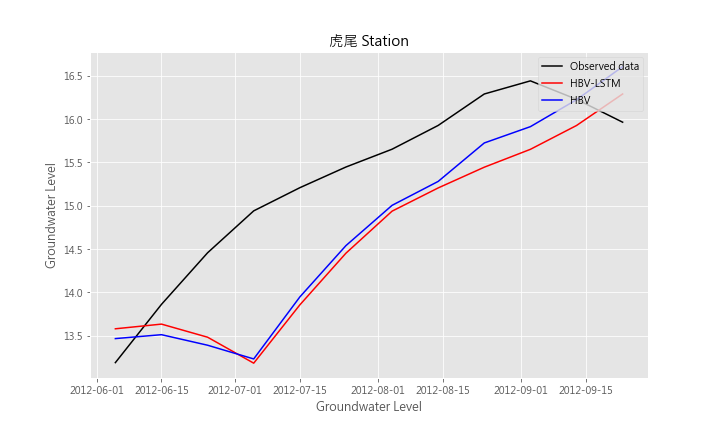 虎尾 Station
Observed data
HBV-LSTM
HBV
Groundwater Level
16.5
16.0
15.5
15.0
14.5
14.0
13.5
2012-06-01 2012-06-15 2012-07-01 2012-07-15 2012-08-01 2012-08-15 2012-09-01 2012-09-15
Groundwater Level